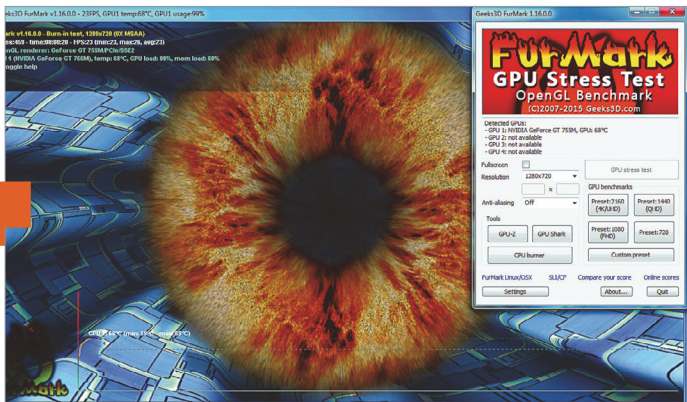 eks3D FurMark v1.16.0.0 - 23FPS, GPU1 temp:68°C, GPU1 usage:99%
ark v1.16.0.0 - Burn-in test, 1280x720 (0X MSAA)
es:459 - time:00:00:20 - FPS:23 (min:23, max:26, avg:23)
nGL renderer: GeForce GT 755M/PCIe/SSE2
1 (NVIDIA GeForce GT 755M), temp: 68°C, GPU load: 99%, mem load: 60%
oggle help
Geeks3D FurMark 1.16.0.0
FurMark
GPU Stress Test
OpenGL Benchmark
(C)2007-2015 Geeks3D.com
Detected GPUs:
- GPU 1: NVIDIA GeForce GT 755M, GPU: 68°C
- GPU 2: not available
- GPU 3: not available
- GPU 4: not available
Fullscreen
Resolution 1280x720
x
Anti-aliasing Off
GPU stress test
GPU benchmarks
Preset:2160 (4K/UHD)
Preset:1440 (QHD)
Preset:1080 (FHD)
Preset:720
Custom preset
Tools
GPU-Z GPU Shark
CPU burner
FurMark Linux/OSX SLI/CF Compare your score Online scores
Settings About... Quit
Mark